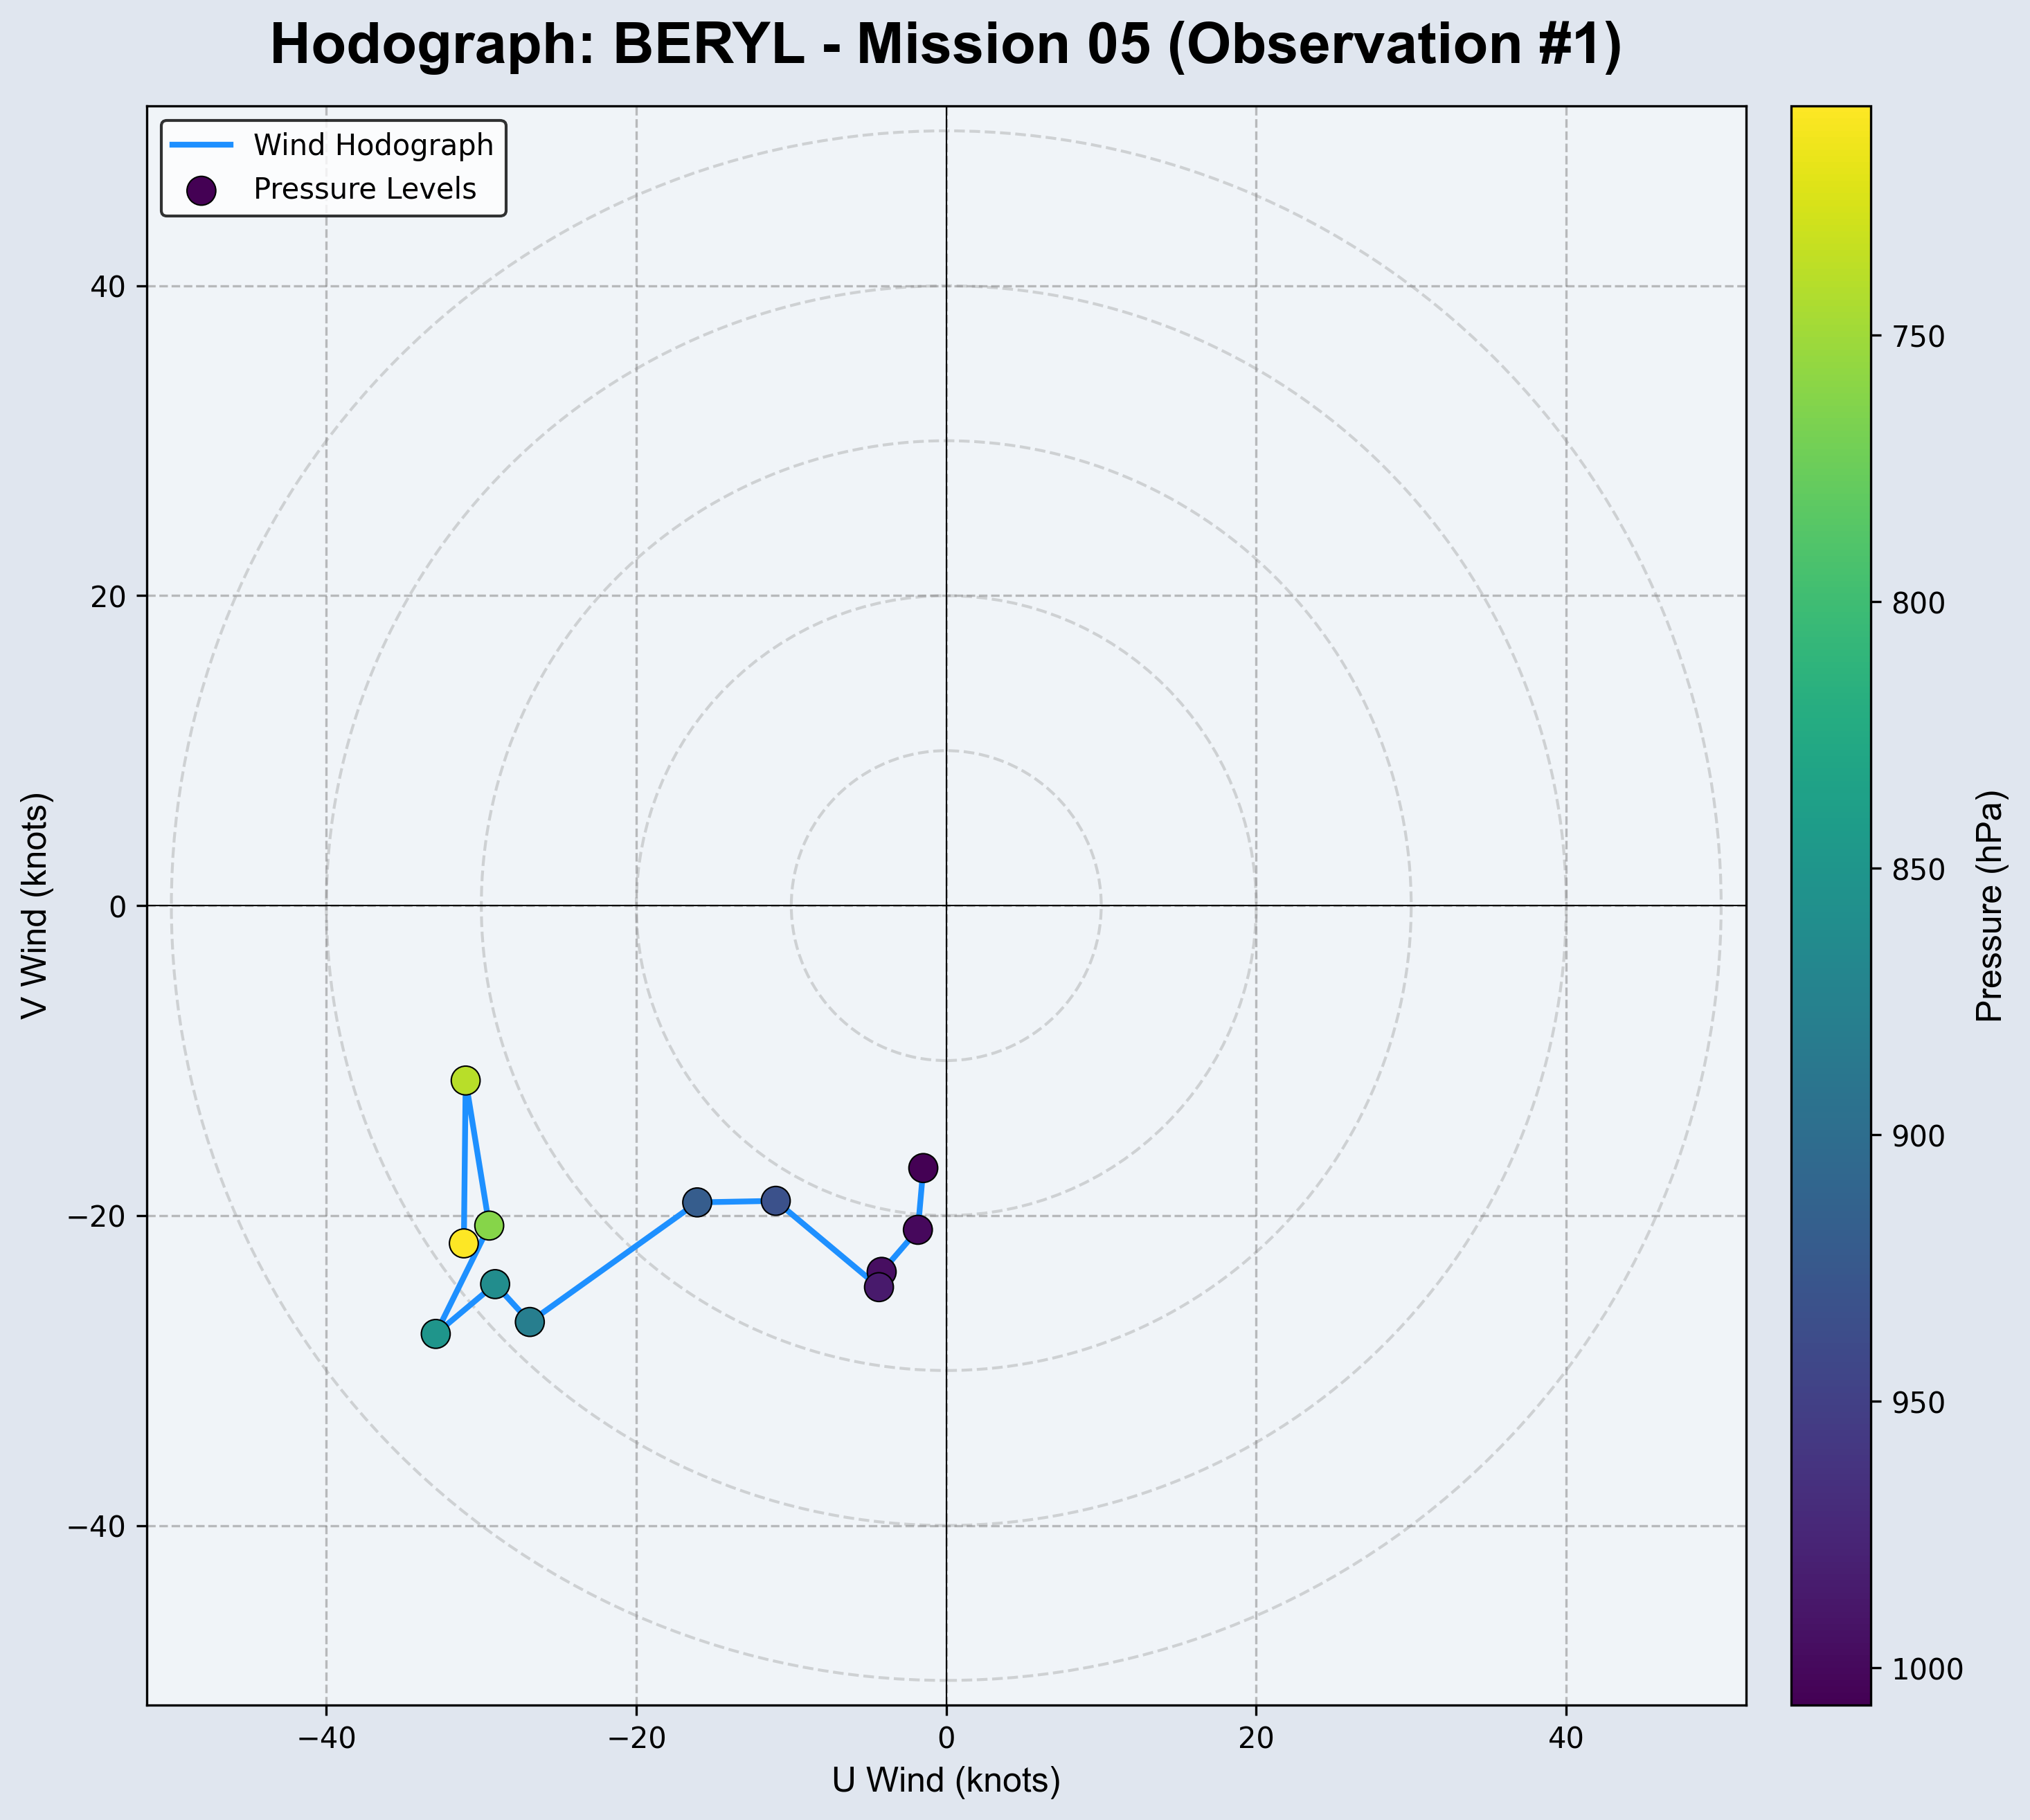 Hodograph: BERYL - Mission 05 (Observation #1)
Wind Hodograph
Pressure Levels
V Wind (knots)
40
20
0
−20
−40
−40
−20
0
20
40
U Wind (knots)
750
800
850
900
950
1000
Pressure (hPa)